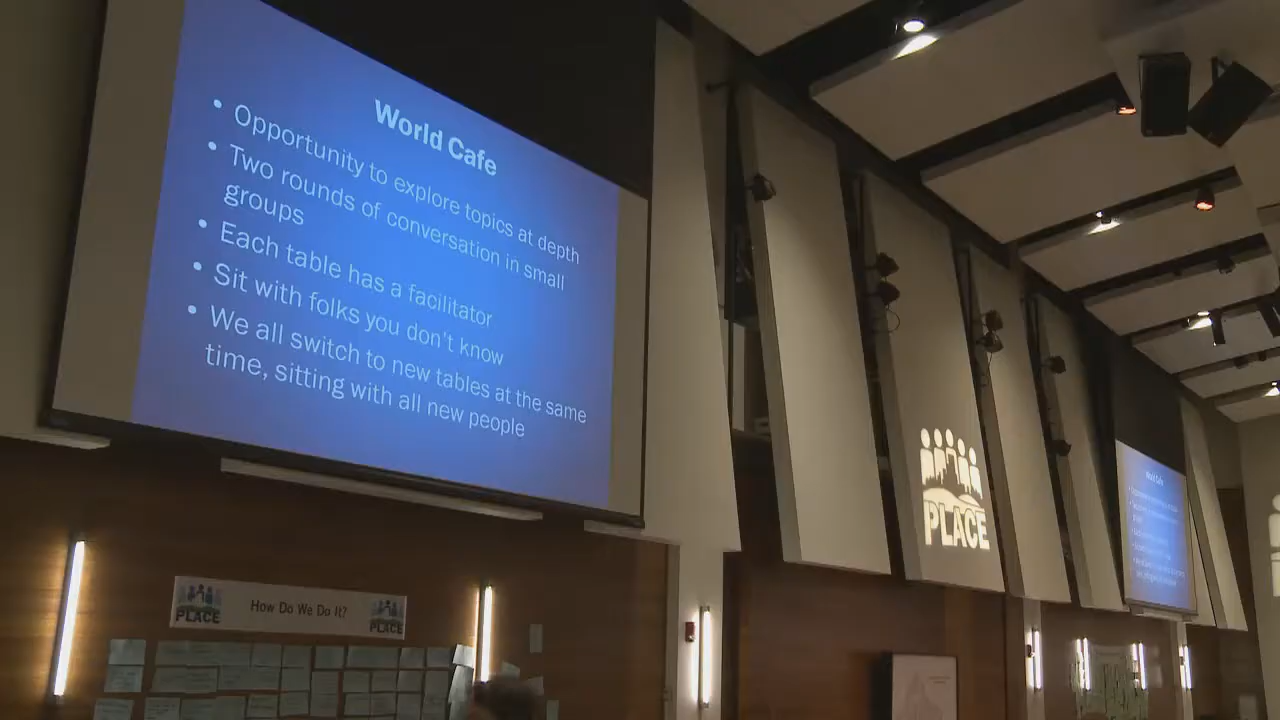 World Cafe
• Opportunity to explore topics at depth
• Two rounds of conversation in small
groups
• Each table has a facilitator
• Sit with folks you don't know
• We all switch to new tables at the same
time, sitting with all new people
PLACE
World Cafe
PLACE
How Do We Do It?
PLACE